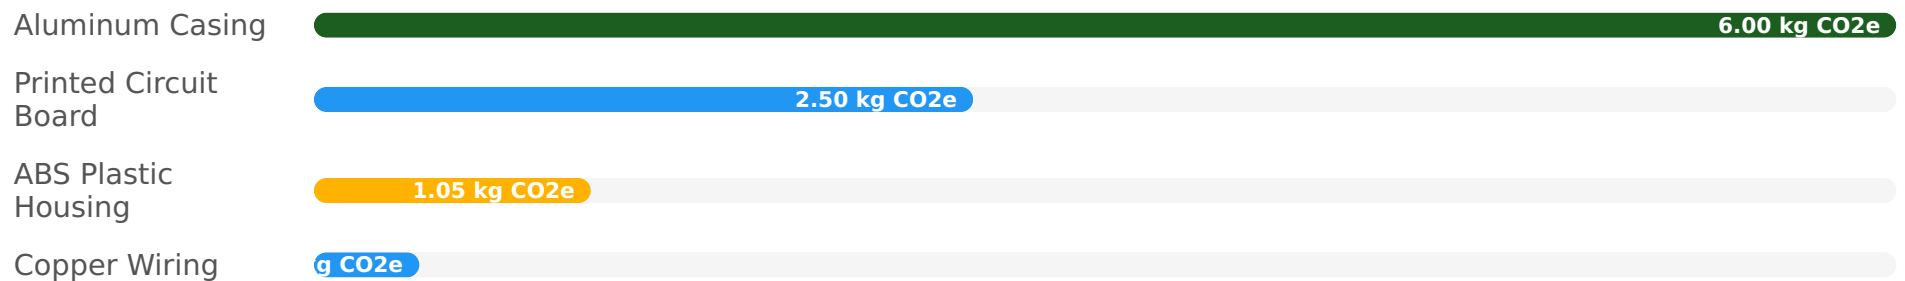 Aluminum Casing
6.00 kg CO2e
Printed Circuit
Board
2.50 kg CO2e
ABS Plastic
Housing
1.05 kg CO2e
Copper Wiring
g CO2e